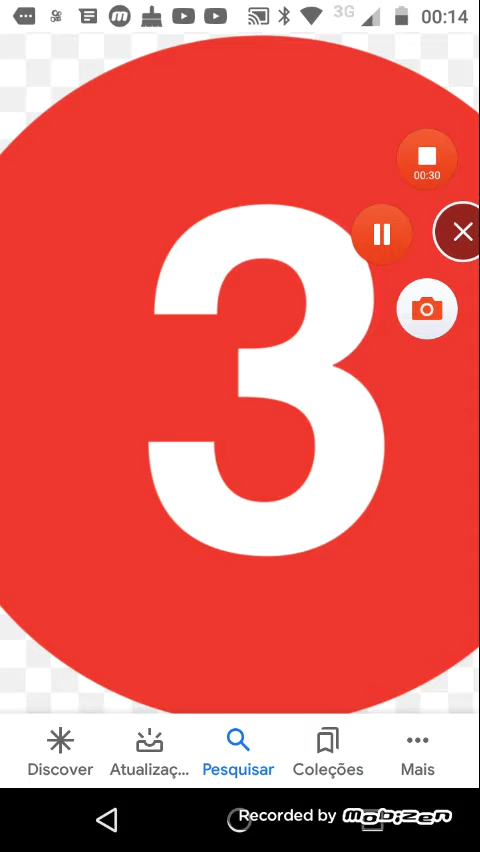 3G 00:14
00:30
3
Discover Atualizaç... Pesquisar Coleções Mais
Recorded by Mobizen